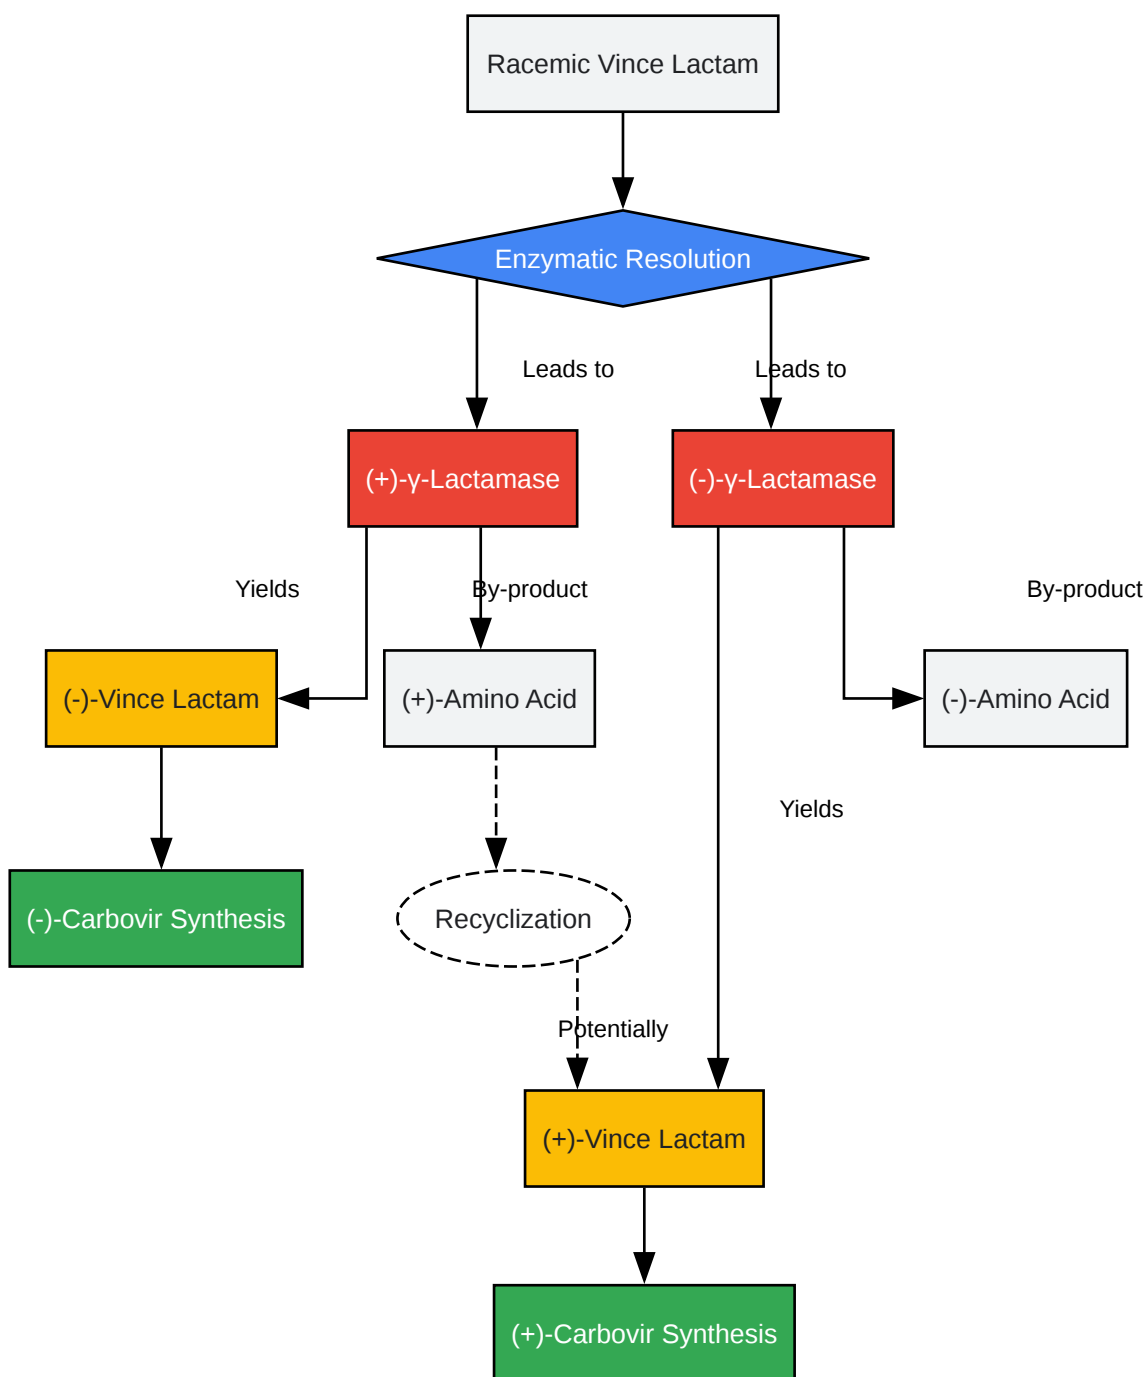 Racemic Vince Lactam
Enzymatic Resolution
Leads to
Leads to
(+)-γ-Lactamase
(-)-γ-Lactamase
Yields
By-product
By-product
(-)-Vince Lactam
(+)-Amino Acid
(-)-Amino Acid
Yields
(-)-Carbovir Synthesis
Recyclization
Potentially
(+)-Vince Lactam
(+)-Carbovir Synthesis